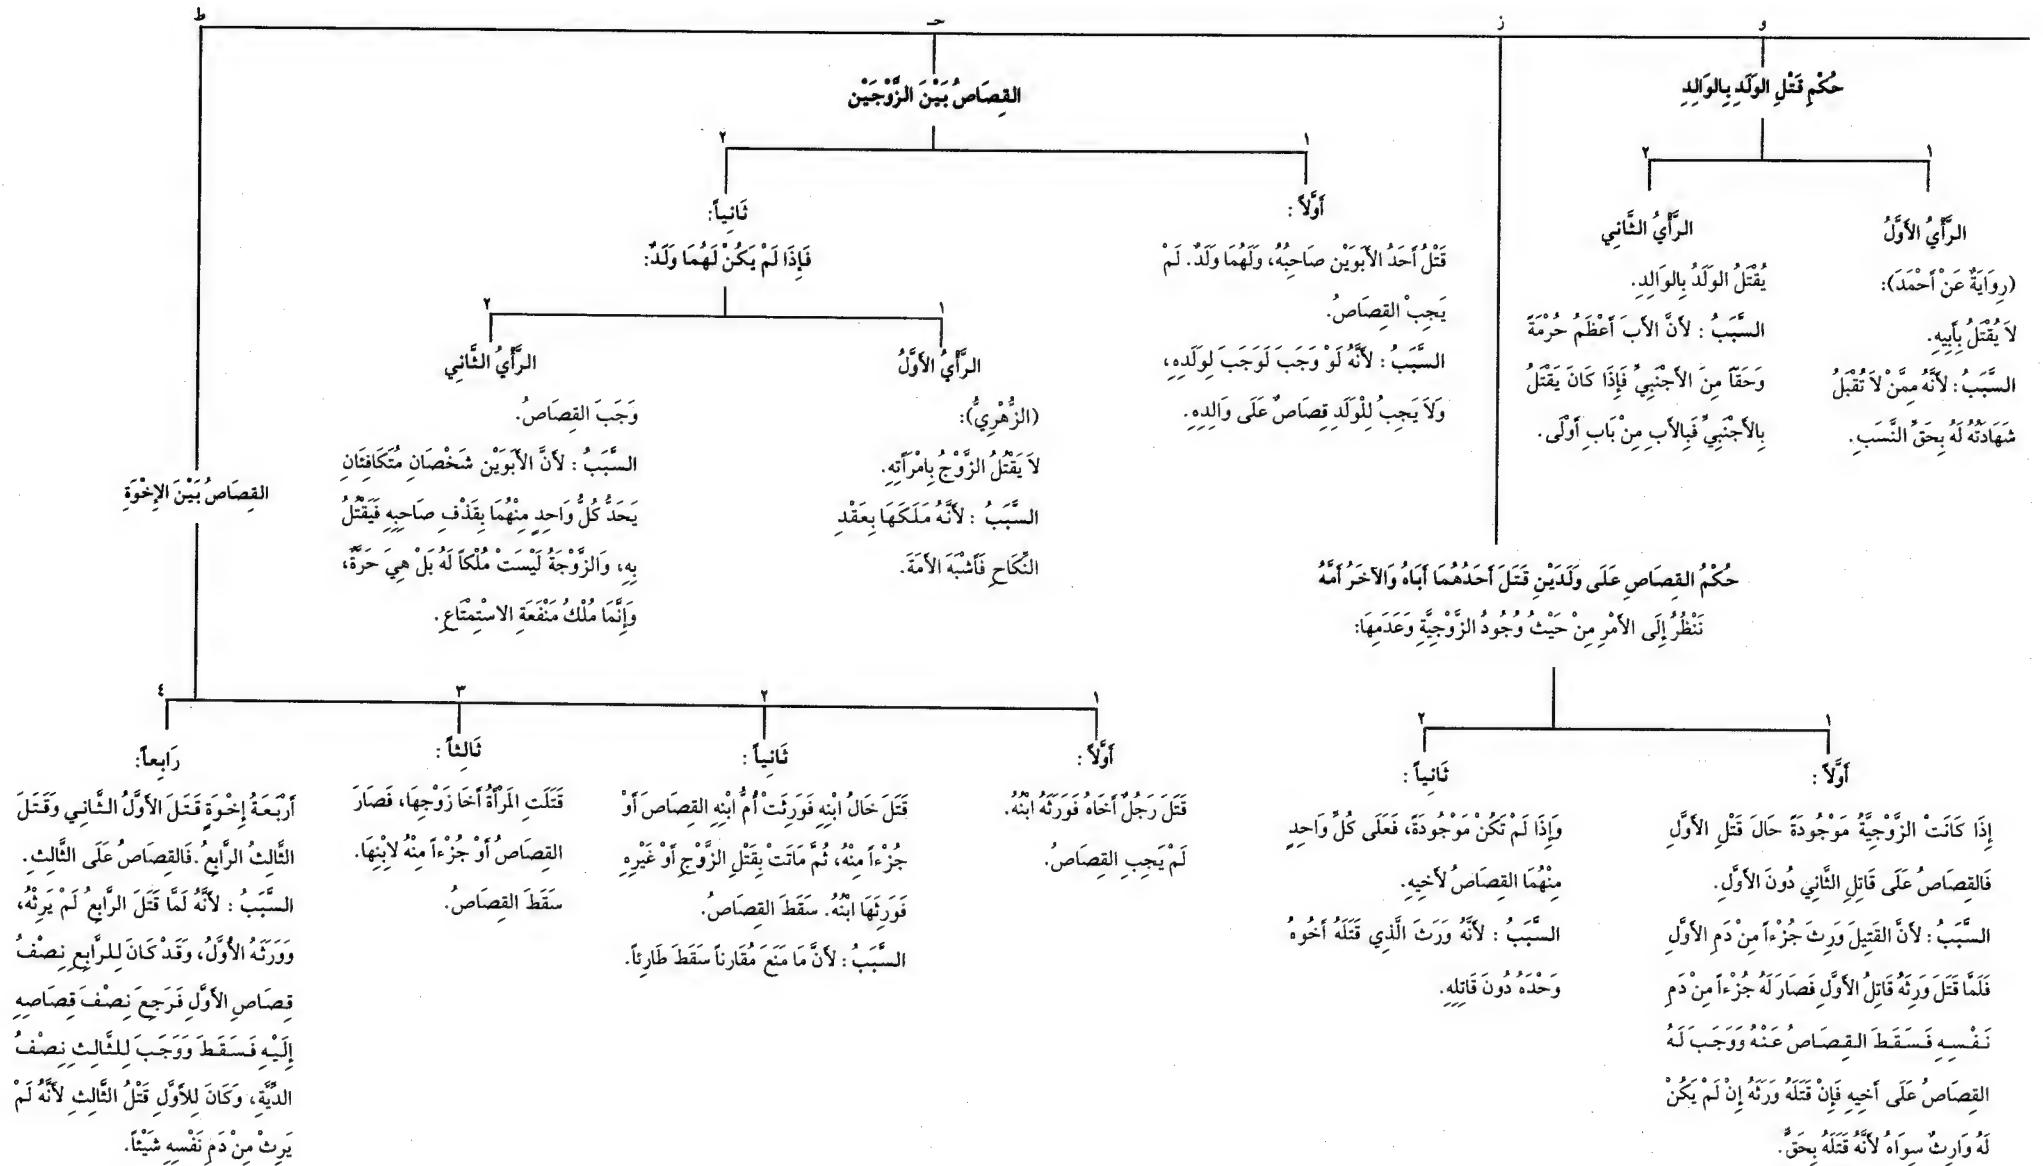 و
حُكْمُ قَتْلِ الوَلَدِ بِالوَالِدِ
١
الرَّأْيُ الأَوَّلُ
(رِوَايَةٌ عَنْ أَحْمَدَ):
لاَ يُقْتَلُ بِأَبِيهِ.
السَّبَبُ: لأَنَّهُ مِمَّنْ لاَ تُقْبَلُ
شَهَادَتُهُ لَهُ بِحَقِّ النَّسَبِ.
٢
الرَّأْيُ الثَّانِي
يُقْتَلُ الوَلَدُ بِالوَالِدِ.
السَّبَبُ : لأَنَّ الأَبَ أَعْظَمُ حُرْمَةً
وَحَقّاً مِنَ الأَجْنَبِيِّ فَإِذَا كَانَ يَقْتَلُ
بِالأَجْنَبِيِّ فَبِالأَبِ مِنْ بَابِ أَوْلَى.
ز
حُكْمُ القِصَاصِ عَلَى وَلَدَيْنِ قَتَلَ أَحَدُهُمَا أَبَاهُ وَالآخَرُ أُمَّهُ
نَنْظُرُ إِلَى الأَمْرِ مِنْ حَيْثُ وُجُودُ الزَّوْجِيَّةِ وَعَدَمِهَا:
١
أَوَّلاً :
إِذَا كَانَتْ الزَّوْجِيَّةُ مَوْجُودَةً حَالَ قَتْلِ الأَوَّلِ
فَالقِصَاصُ عَلَى قَاتِلِ الثَّانِي دُونَ الأَوَّلِ.
السَّبَبُ : لأَنَّ القَتِيلَ وَرِثَ جُزْءاً مِنْ دَمِ الأَوَّلِ
فَلَمَّا قَتَلَ وَرِثَهُ قَاتِلُ الأَوَّلِ فَصَارَ لَهُ جُزْءاً مِنْ دَمِ
نَفْسِهِ فَسَقَطَ القِصَاصُ عَنْهُ وَوَجَبَ لَهُ
القِصَاصُ عَلَى أَخِيهِ فَإِنْ قَتَلَهُ وَرَثَهُ إِنْ لَمْ يَكُنْ
لَهُ وَارِثٌ سِوَاهُ لأَنَّهُ قَتَلَهُ بِحَقٍّ.
٢
ثَانِياً :
وَإِذَا لَمْ تَكُنْ مَوْجُودَةً، فَعَلَى كُلِّ وَاحِدٍ
مِنْهُمَا القِصَاصُ لأَخِيهِ.
السَّبَبُ : لأَنَّهُ وَرَثَ الَّذِي قَتَلَهُ أَخُوهُ
وَحْدَهُ دُونَ قَاتِلِهِ.
حـ
القِصَاصُ بَيْنَ الزَّوْجَيْنِ
١
أَوَّلاً :
قَتْلُ أَحَدُ الأَبَوَيْنِ صَاحِبُهُ، وَلَهُمَا وَلَدٌ. لَمْ
يَجِبْ القِصَاصُ.
السَّبَبُ : لأَنَّهُ لَوْ وَجَبَ لَوَجَبَ لِوَلَدِهِ،
وَلاَ يَجِبُ لِلْوَلَدِ قِصَاصٌ عَلَى وَالِدِهِ.
٢
ثَانِياً:
فَإِذَا لَمْ يَكُنْ لَهُمَا وَلَدٌ:
١
الرَّأْيُ الأَوَّلُ
(الزُّهْرِيُّ):
لاَ يَقْتُلُ الزَّوْجُ بِامْرَأَتِهِ.
السَّبَبُ : لأَنَّهُ مَلَكَهَا بِعَقْدِ
النِّكَاحِ فَأَشْبَهَ الأَمَةَ.
٢
الرَّأْيُ الثَّانِي
وَجَبَ القِصَاصُ.
السَّبَبُ : لأَنَّ الأَبَوَيْنِ شَخْصَانِ مُتَكَافِئَانِ
يَحَدُّ كُلُّ وَاحِدٍ مِنْهُمَا بِقَذْفِ صَاحِبِهِ فَيَقْتُلُ
بِهِ، وَالزَّوْجَةُ لَيْسَتْ مُلْكاً لَهُ بَلْ هِيَ حَرَّةٌ،
وَإِنَّمَا مُلْكُ مَنْفَعَةِ الاسْتِمْتَاعِ.
ط
القِصَاصُ بَيْنَ الإِخْوَةِ
١
أَوَّلاً :
قَتَلَ رَجُلٌ أَخَاهُ فَوَرَثَهُ ابْنُهُ.
لَمْ يَجِبِ القِصَاصُ.
٢
ثَانِياً :
قَتَلَ خَالُ ابْنِهِ فَوَرِثَتْ أُمُّ ابْنِهِ القِصَاصَ أَوْ
جُزْءاً مِنْهُ، ثُمَّ مَاتَتْ بِقَتْلِ الزَّوْجِ أَوْ غَيْرِهِ
فَوَرِثَهَا ابْنُهُ. سَقَطَ القِصَاصُ.
السَّبَبُ : لأَنَّ مَا مَنَعَ مُقَارِناً سَقَطَ طَارِئاً.
٣
ثَالِثاً :
قَتَلَتِ المَرْأَةُ أَخَا زَوْجِهَا، فَصَارَ
القِصَاصُ أَوْ جُزْءاً مِنْهُ لابْنِهَا.
سَقَطَ القِصَاصُ.
٤
رَابِعاً:
أَرْبَعَةُ إِخْوَةٍ قَتَلَ الأَوَّلُ الثَّانِي وَقَتَلَ
الثَّالِثُ الرَّابِعُ. فَالقِصَاصُ عَلَى الثَّالِثِ.
السَّبَبُ : لأَنَّهُ لَمَّا قَتَلَ الرَّابِعِ لَمْ يَرِثْهُ،
وَوَرَثَهُ الأَوَّلُ، وَقَدْ كَانَ لِلرَّابِعِ نِصْفُ
قِصَاصِ الأَوَّلِ فَرَجِعَ نِصْفَ قِصَاصِهِ
إِلَيْهِ فَسَقَطَ وَوَجَبَ لِلثَّالِثِ نِصْفُ
الدِّيَّةِ، وَكَانَ لِلأَوَّلِ قَتْلُ الثَّالِثِ لأَنَّهُ لَمْ
يَرِثْ مِنْ دَمِ نَفْسِهِ شَيْئاً.